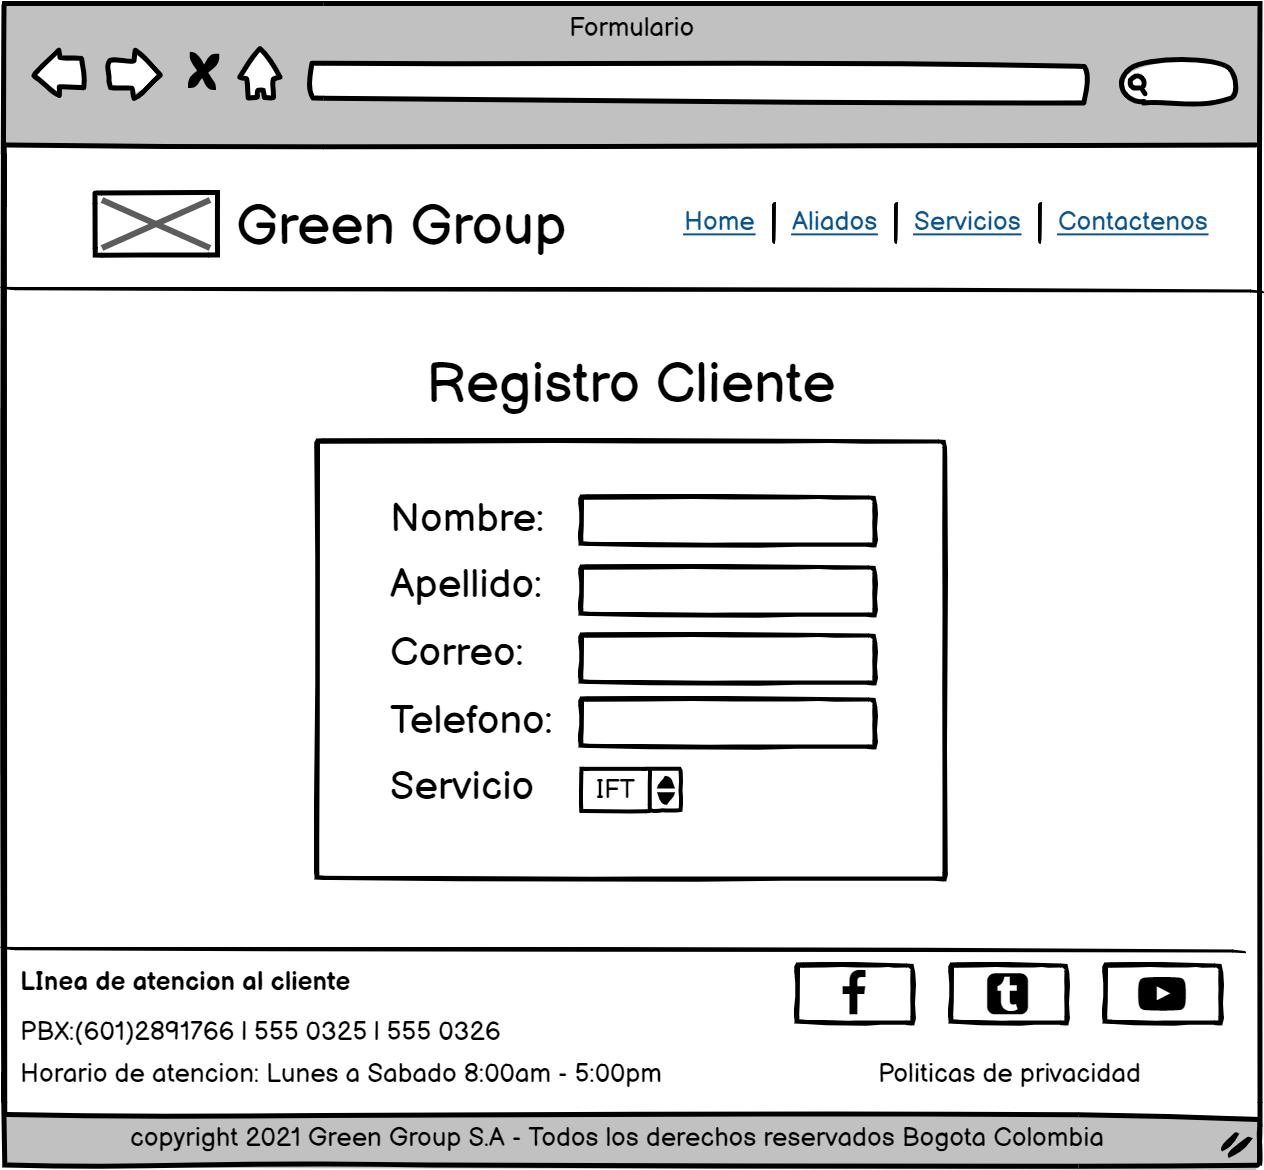 Formulario
Green Group
Home | Aliados | Servicios | Contactenos
Registro Cliente
Nombre:
Apellido:
Correo:
Telefono:
Servicio IFT
LInea de atencion al cliente
PBX:(601)2891766 | 555 0325 | 555 0326
Horario de atencion: Lunes a Sabado 8:00am - 5:00pm
Politicas de privacidad
copyright 2021 Green Group S.A - Todos los derechos reservados Bogota Colombia